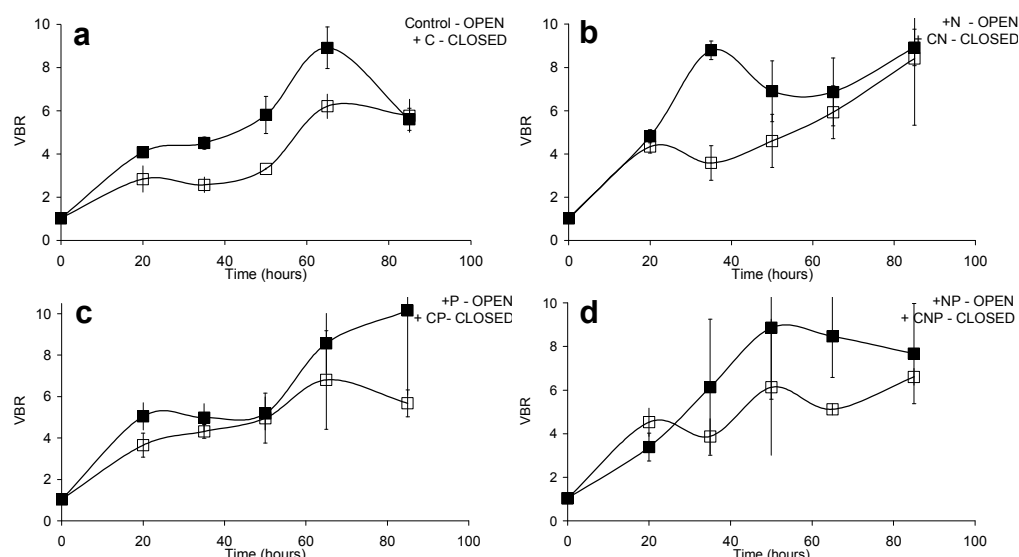 a
Control - OPEN
+ C - CLOSED
10
8
6
4
2
0
VBR
0 20 40 60 80 100
Time (hours)
b
+N - OPEN
+ CN - CLOSED
10
8
6
4
2
0
VBR
0 20 40 60 80 100
Time (hours)
c
+P - OPEN
+ CP- CLOSED
10
8
6
4
2
0
VBR
0 20 40 60 80 100
Time (hours)
d
+NP - OPEN
+ CNP - CLOSED
10
8
6
4
2
0
VBR
0 20 40 60 80 100
Time (hours)